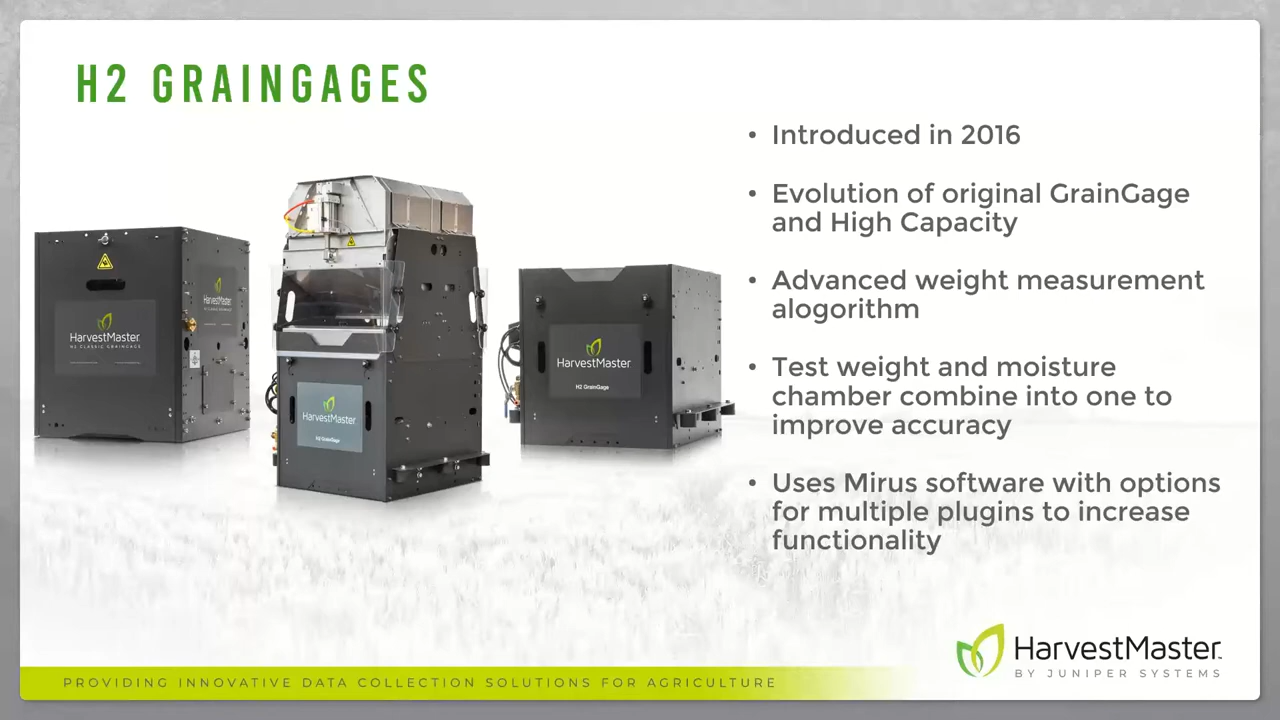 H2 GRAINGAGES
• Introduced in 2016
• Evolution of original GrainGage
and High Capacity
• Advanced weight measurement
alogorithm
• Test weight and moisture
chamber combine into one to
improve accuracy
• Uses Mirus software with options
for multiple plugins to increase
functionality
HarvestMaster
H2 CLASSIC GRAINGAGE
HarvestMaster
HarvestMaster
H2 GrainGage
HarvestMaster
H2 GrainGage
HarvestMaster™
BY JUNIPER SYSTEMS
PROVIDING INNOVATIVE DATA COLLECTION SOLUTIONS FOR AGRICULTURE